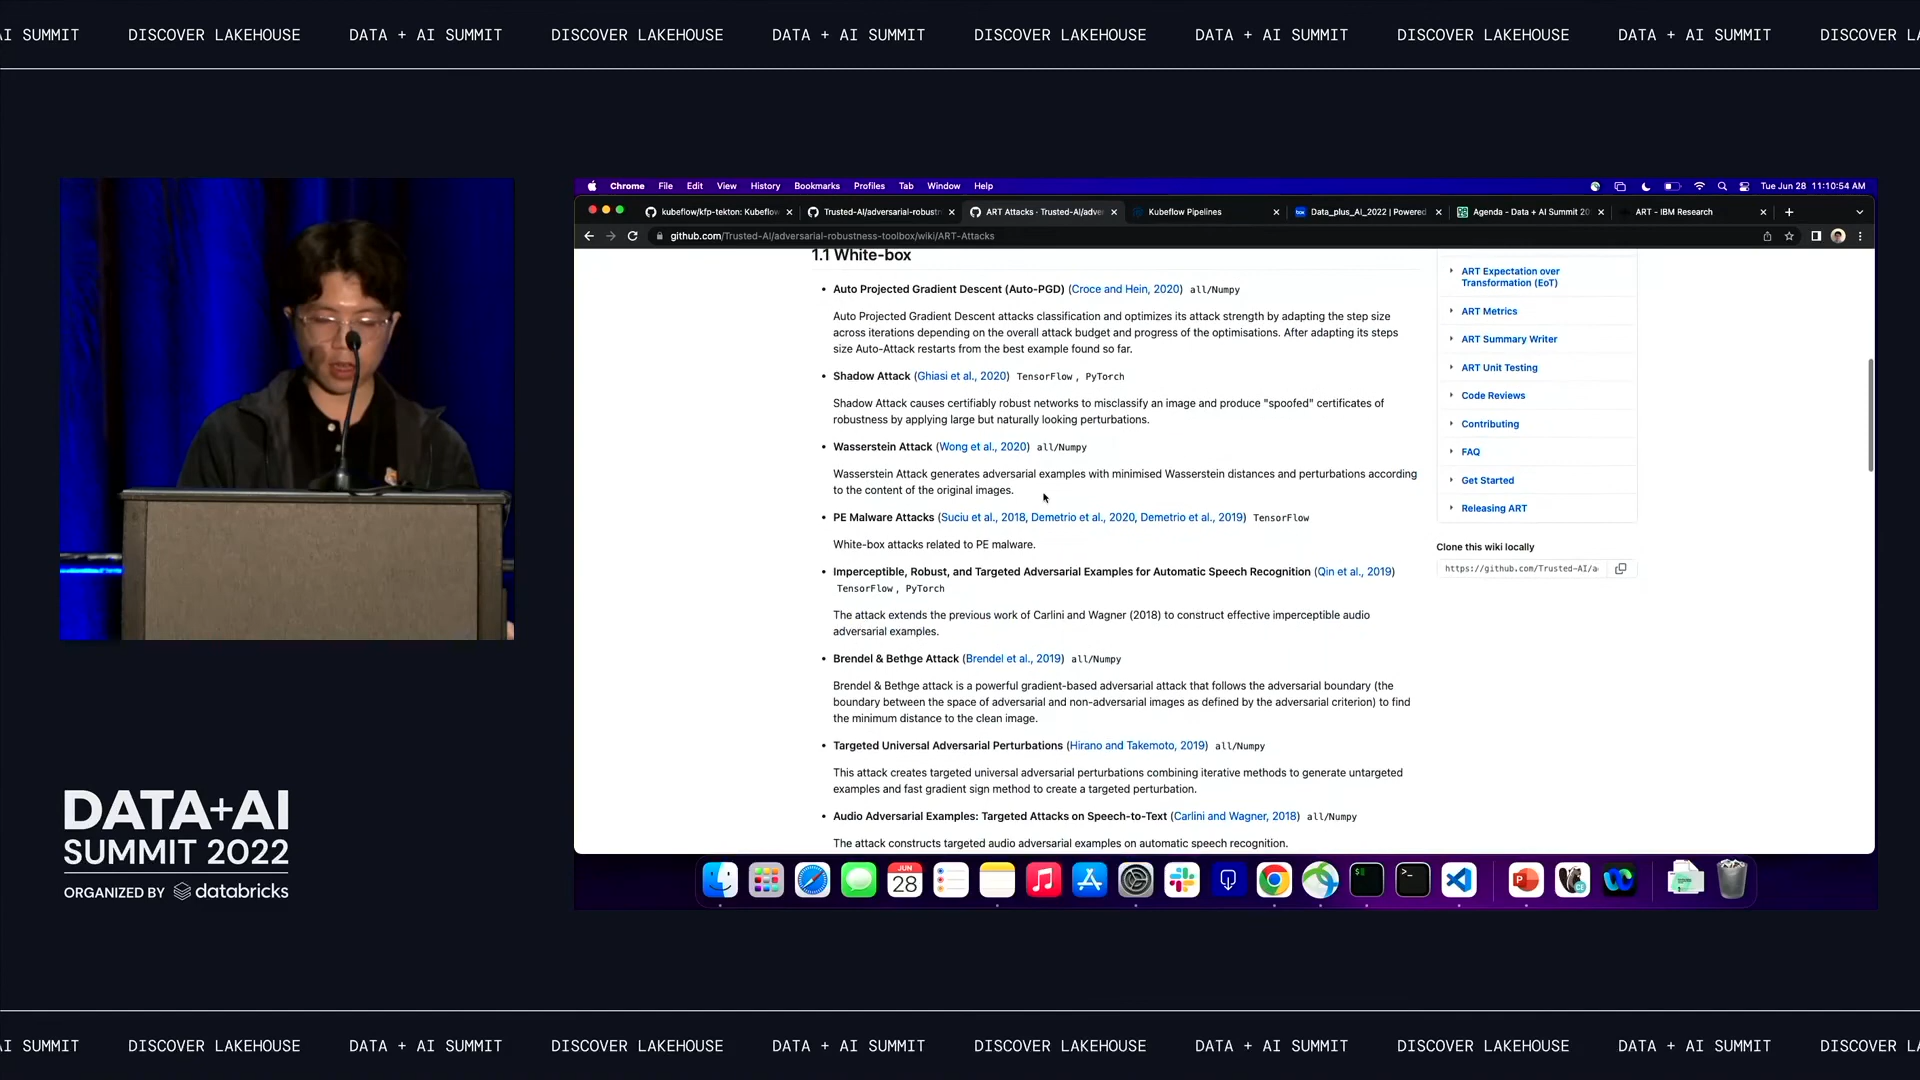 AI SUMMIT DISCOVER LAKEHOUSE DATA + AI SUMMIT DISCOVER LAKEHOUSE DATA + AI SUMMIT DISCOVER LAKEHOUSE DATA + AI SUMMIT DISCOVER LAKEHOUSE DATA + AI SUMMIT DISCOVER
Chrome File Edit View History Bookmarks Profiles Tab Window Help Tue Jun 28 11:10:54 AM
kubeflow/kfp-tekton: Kubeflow Trusted-AI/adversarial-robustn ART Attacks · Trusted-AI/adve Kubeflow Pipelines Data_plus_AI_2022 | Powered Agenda - Data + AI Summit 20 ART - IBM Research
github.com/Trusted-AI/adversarial-robustness-toolbox/wiki/ART-Attacks
1.1 White-box
• Auto Projected Gradient Descent (Auto-PGD) (Croce and Hein, 2020) all/Numpy
Auto Projected Gradient Descent attacks classification and optimizes its attack strength by adapting the step size
across iterations depending on the overall attack budget and progress of the optimisations. After adapting its steps
size Auto-Attack restarts from the best example found so far.
• Shadow Attack (Ghiasi et al., 2020) TensorFlow , PyTorch
Shadow Attack causes certifiably robust networks to misclassify an image and produce "spoofed" certificates of
robustness by applying large but naturally looking perturbations.
• Wasserstein Attack (Wong et al., 2020) all/Numpy
Wasserstein Attack generates adversarial examples with minimised Wasserstein distances and perturbations according
to the content of the original images.
• PE Malware Attacks (Suciu et al., 2018, Demetrio et al., 2020, Demetrio et al., 2019) TensorFlow
White-box attacks related to PE malware.
• Imperceptible, Robust, and Targeted Adversarial Examples for Automatic Speech Recognition (Qin et al., 2019)
TensorFlow , PyTorch
The attack extends the previous work of Carlini and Wagner (2018) to construct effective imperceptible audio
adversarial examples.
• Brendel & Bethge Attack (Brendel et al., 2019) all/Numpy
Brendel & Bethge attack is a powerful gradient-based adversarial attack that follows the adversarial boundary (the
boundary between the space of adversarial and non-adversarial images as defined by the adversarial criterion) to find
the minimum distance to the clean image.
• Targeted Universal Adversarial Perturbations (Hirano and Takemoto, 2019) all/Numpy
This attack creates targeted universal adversarial perturbations combining iterative methods to generate untargeted
examples and fast gradient sign method to create a targeted perturbation.
• Audio Adversarial Examples: Targeted Attacks on Speech-to-Text (Carlini and Wagner, 2018) all/Numpy
The attack constructs targeted audio adversarial examples on automatic speech recognition.
ART Expectation over
Transformation (EoT)
ART Metrics
ART Summary Writer
ART Unit Testing
Code Reviews
Contributing
FAQ
Get Started
Releasing ART
Clone this wiki locally
https://github.com/Trusted-AI/a
JUN
28
DATA+AI
SUMMIT 2022
ORGANIZED BY databricks
AI SUMMIT DISCOVER LAKEHOUSE DATA + AI SUMMIT DISCOVER LAKEHOUSE DATA + AI SUMMIT DISCOVER LAKEHOUSE DATA + AI SUMMIT DISCOVER LAKEHOUSE DATA + AI SUMMIT DISCOVER